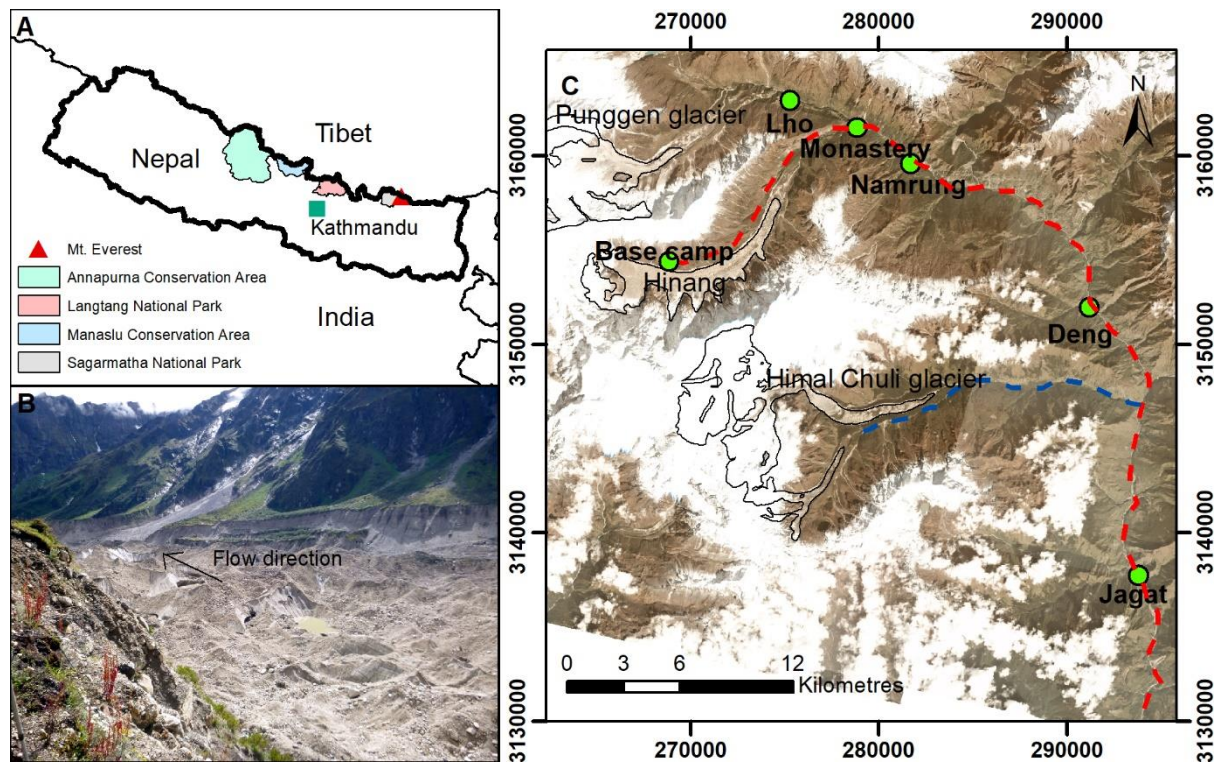 A
Tibet
Nepal
Kathmandu
India
Mt. Everest
Annapurna Conservation Area
Langtang National Park
Manaslu Conservation Area
Sagarmatha National Park
B
Flow direction
270000
280000
290000
C
N
Punggen glacier
Lho
Monastery
Namrung
Base samp
Hinang
Deng
Himal Chuli glacier
Jagat
0 3 6 12
Kilometres
3160000
3150000
3140000
3130000
3160000
3150000
3140000
3130000
270000
280000
290000